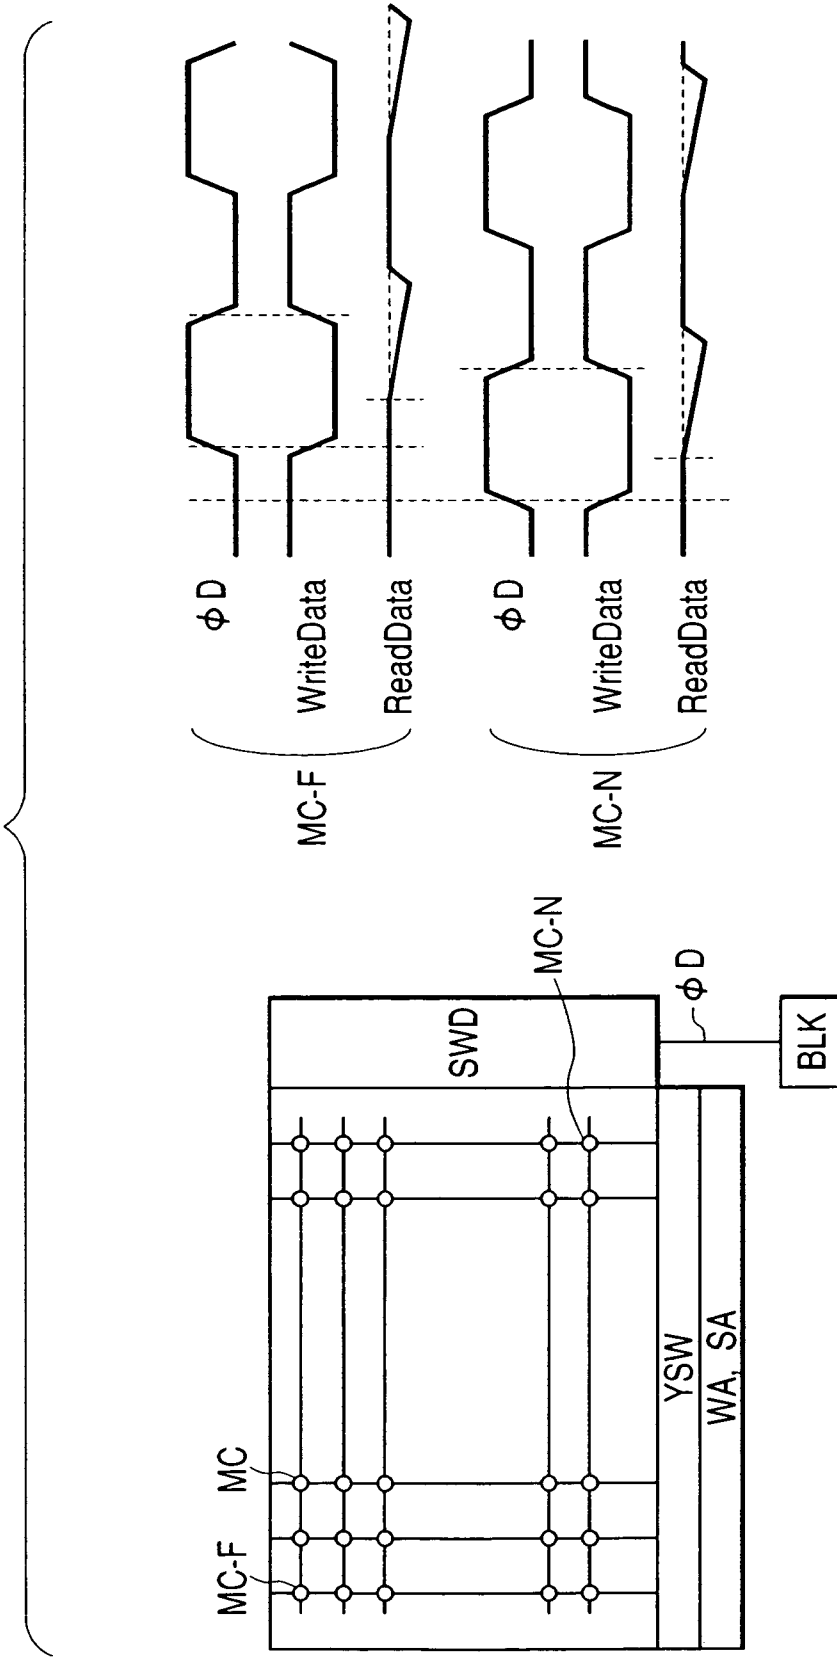 MC-F
MC
MC-N
SWD
YSW
WA, SA
φD
BLK
MC-F
φD
WriteData
ReadData
MC-N
φD
WriteData
ReadData